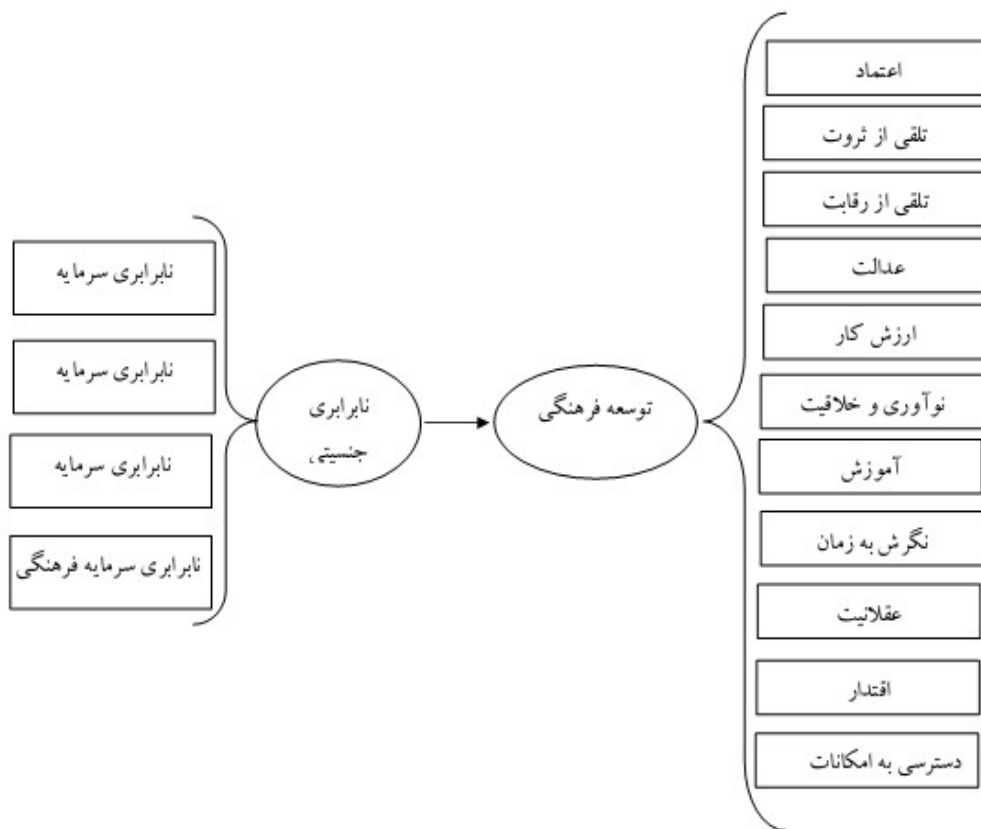 اعتماد
تلقی از ثروت
تلقی از رقابت
عدالت
ارزش کار
نوآوری و خلاقیت
آموزش
نگرش به زمان
عقلانیت
اقتدار
دسترسی به امکانات
توسعه فرهنگی
نابرابری
جنسیتی
نابرابری سرمایه
نابرابری سرمایه
نابرابری سرمایه
نابرابری سرمایه فرهنگی